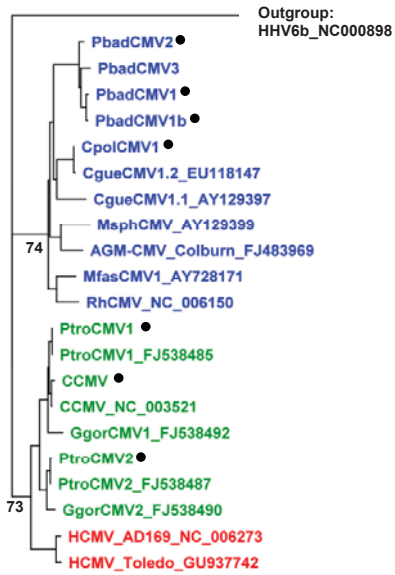 Outgroup:
HHV6b_NC000898
PbadCMV2
PbadCMV3
PbadCMV1
PbadCMV1b
CpolCMV1
CgueCMV1.2_EU118147
CgueCMV1.1_AY129397
MsphCMV_AY129399
74
AGM-CMV_Colburn_FJ483969
MfasCMV1_AY728171
RhCMV_NC_006150
PtroCMV1
PtroCMV1_FJ538485
CCMV
CCMV_NC_003521
GgorCMV1_FJ538492
PtroCMV2
PtroCMV2_FJ538487
73
GgorCMV2_FJ538490
HCMV_AD169_NC_006273
HCMV_Toledo_GU937742